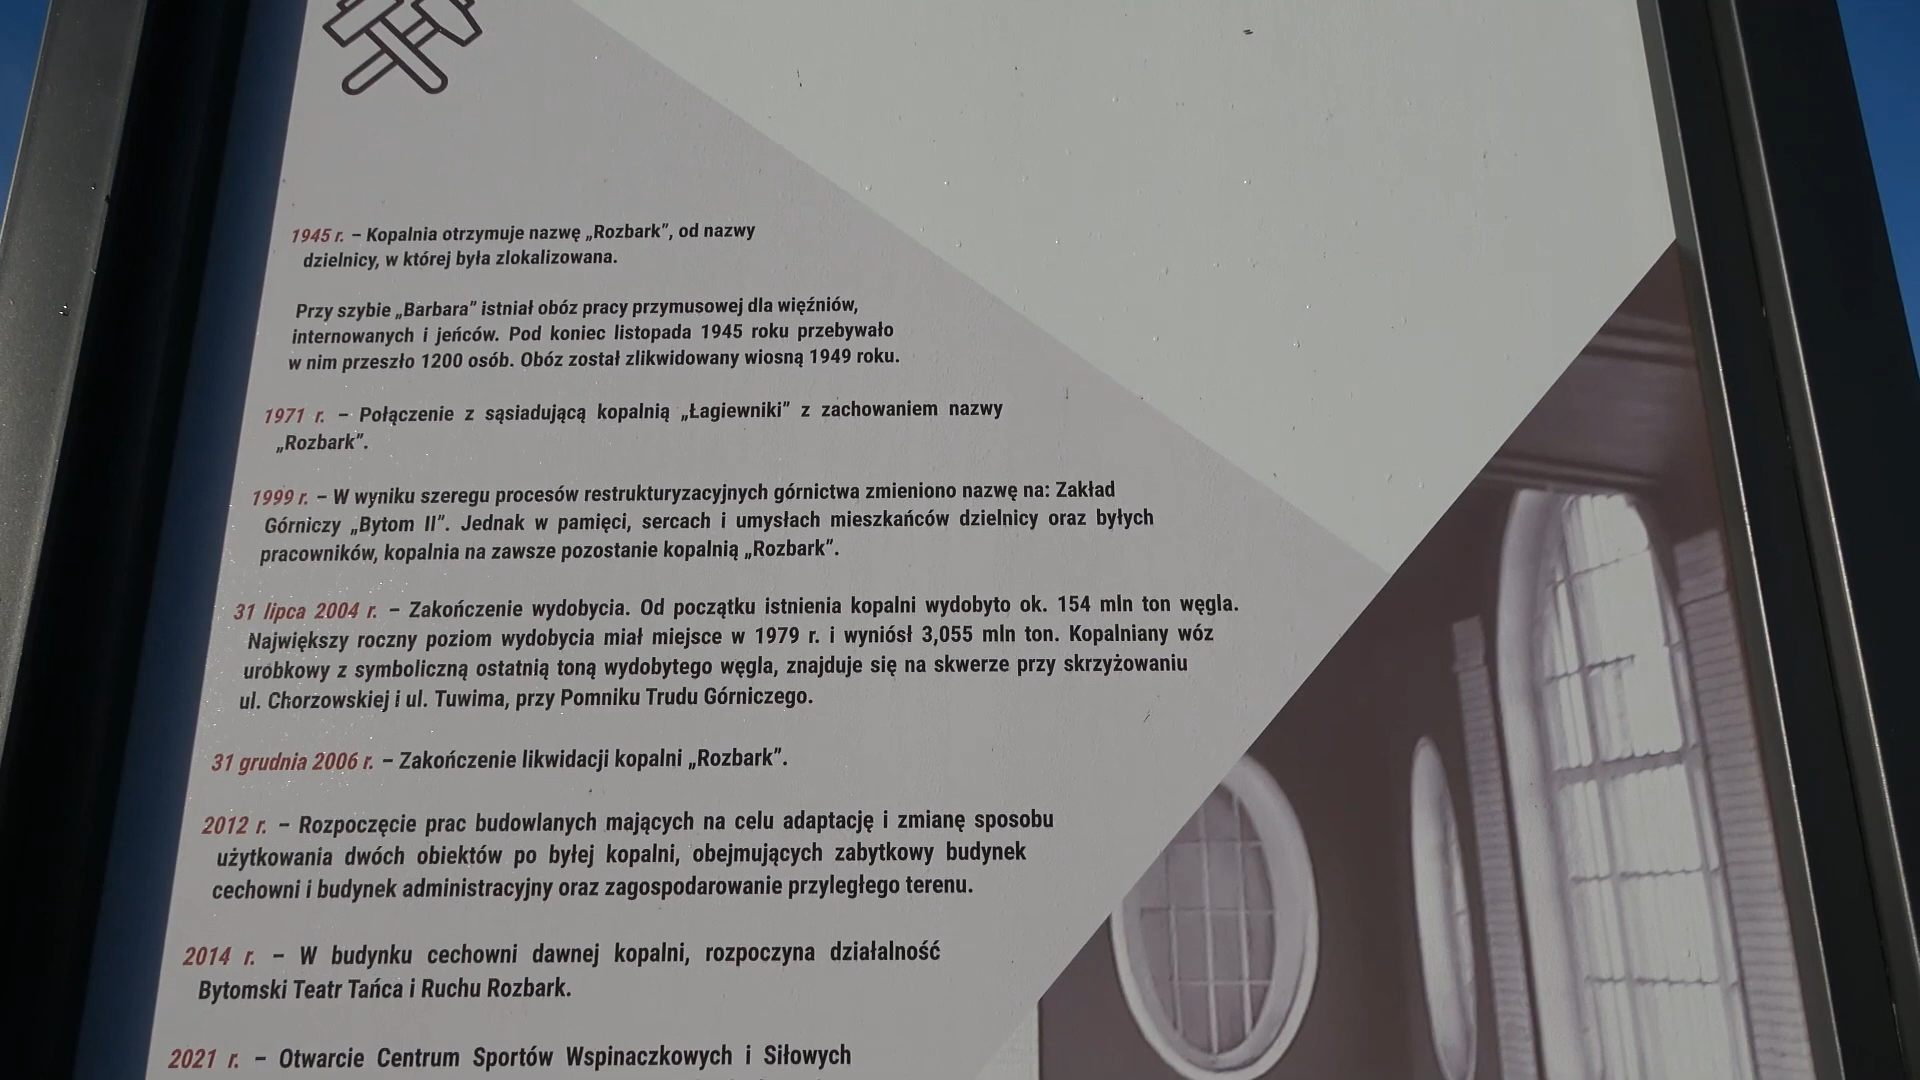 1945 r. – Kopalnia otrzymuje nazwę „Rozbark”, od nazwy
dzielnicy, w której była zlokalizowana.
Przy szybie „Barbara” istniał obóz pracy przymusowej dla więźniów,
internowanych i jeńców. Pod koniec listopada 1945 roku przebywało
w nim przeszło 1200 osób. Obóz został zlikwidowany wiosną 1949 roku.
1971 r. – Połączenie z sąsiadującą kopalnią „Łagiewniki” z zachowaniem nazwy
„Rozbark”.
1999 r. – W wyniku szeregu procesów restrukturyzacyjnych górnictwa zmieniono nazwę na: Zakład
Górniczy „Bytom II”. Jednak w pamięci, sercach i umysłach mieszkańców dzielnicy oraz byłych
pracowników, kopalnia na zawsze pozostanie kopalnią „Rozbark”.
31 lipca 2004 r. – Zakończenie wydobycia. Od początku istnienia kopalni wydobyto ok. 154 mln ton węgla.
Największy roczny poziom wydobycia miał miejsce w 1979 r. i wyniósł 3,055 mln ton. Kopalniany wóz
urobkowy z symboliczną ostatnią toną wydobytego węgla, znajduje się na skwerze przy skrzyżowaniu
ul. Chorzowskiej i ul. Tuwima, przy Pomniku Trudu Górniczego.
31 grudnia 2006 r. – Zakończenie likwidacji kopalni „Rozbark”.
2012 r. – Rozpoczęcie prac budowlanych mających na celu adaptację i zmianę sposobu
użytkowania dwóch obiektów po byłej kopalni, obejmujących zabytkowy budynek
cechowni i budynek administracyjny oraz zagospodarowanie przyległego terenu.
2014 r. – W budynku cechowni dawnej kopalni, rozpoczyna działalność
Bytomski Teatr Tańca i Ruchu Rozbark.
2021 r. – Otwarcie Centrum Sportów Wspinaczkowych i Siłowych